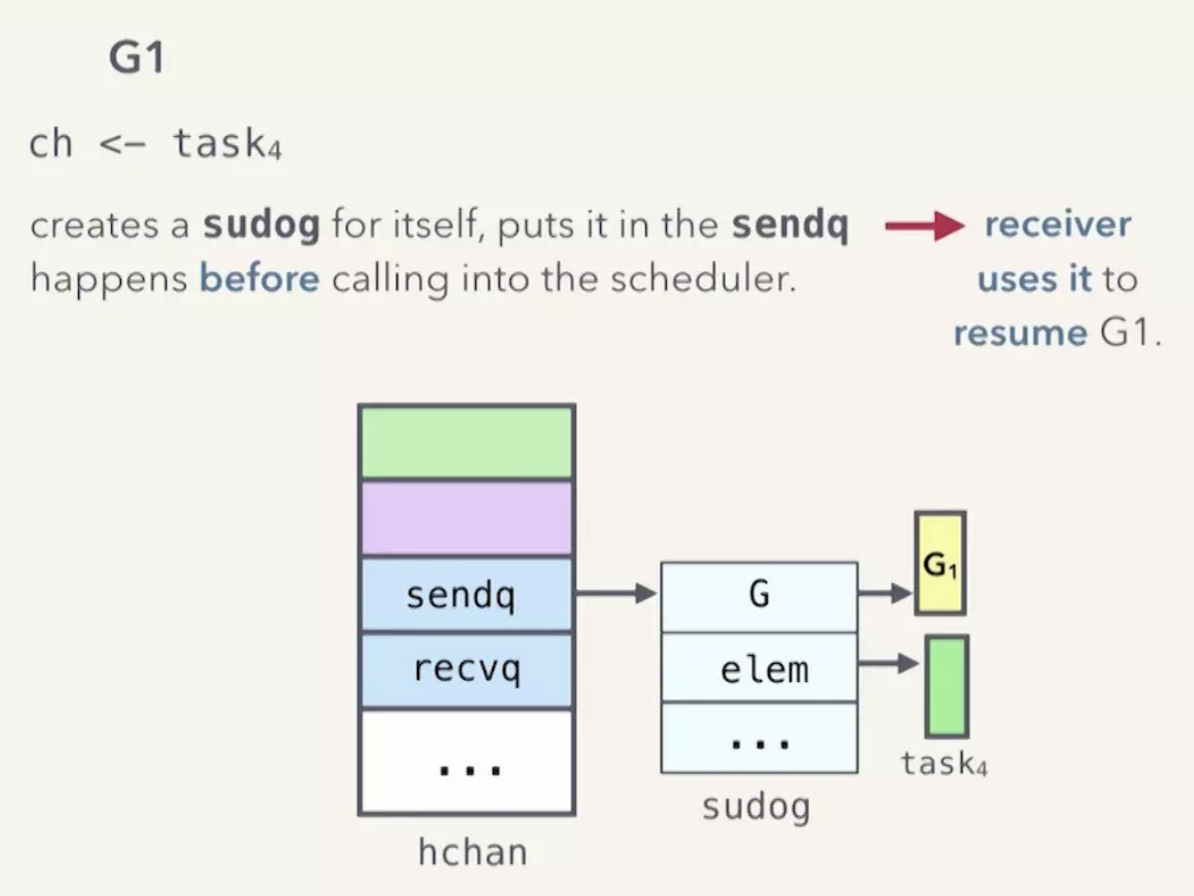 G1
ch <- task₄
creates a sudog for itself, puts it in the sendq
happens before calling into the scheduler.
receiver
uses it to
resume G1.
sendq
recvq
...
hchan
G
elem
...
sudog
G₁
task₄